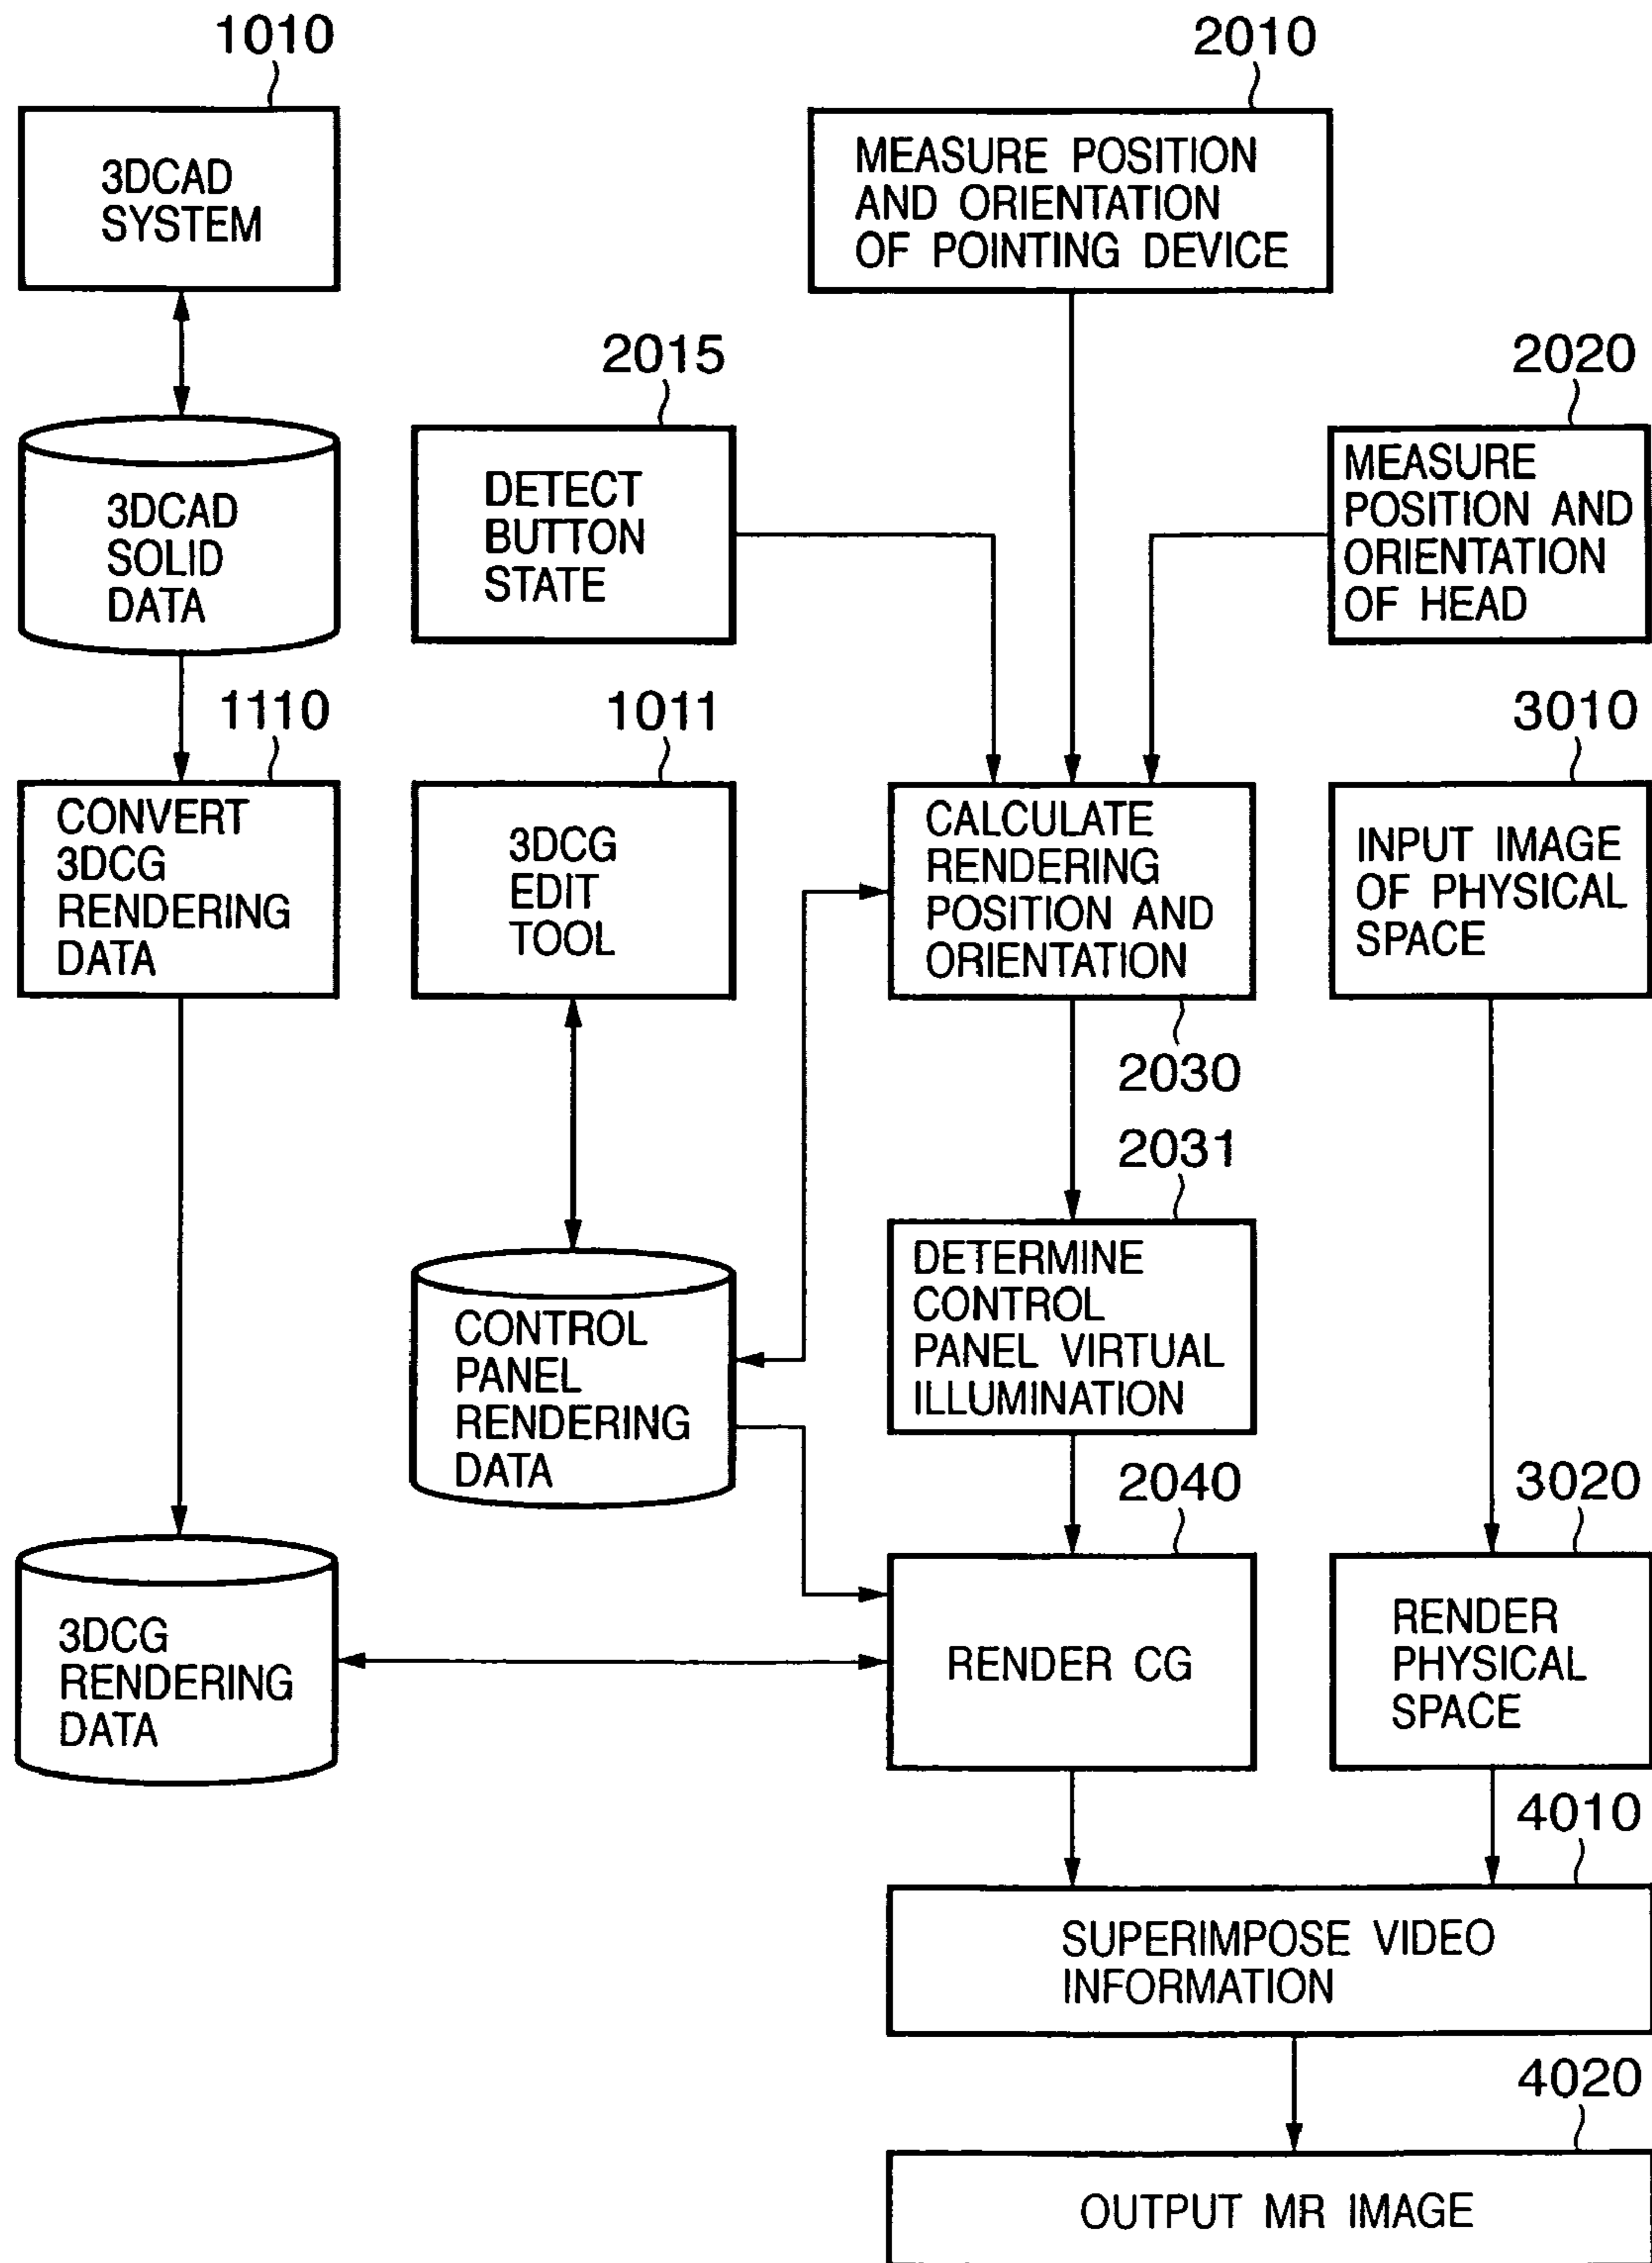 1010
3DCAD
SYSTEM
2010
MEASURE POSITION
AND ORIENTATION
OF POINTING DEVICE
3DCAD
SOLID
DATA
2015
DETECT
BUTTON
STATE
2020
MEASURE
POSITION AND
ORIENTATION
OF HEAD
1110
CONVERT
3DCG
RENDERING
DATA
1011
3DCG
EDIT
TOOL
CALCULATE
RENDERING
POSITION AND
ORIENTATION
2030
3010
INPUT IMAGE
OF PHYSICAL
SPACE
CONTROL
PANEL
RENDERING
DATA
2031
DETERMINE
CONTROL
PANEL VIRTUAL
ILLUMINATION
3DCG
RENDERING
DATA
2040
RENDER CG
3020
RENDER
PHYSICAL
SPACE
4010
SUPERIMPOSE VIDEO
INFORMATION
4020
OUTPUT MR IMAGE